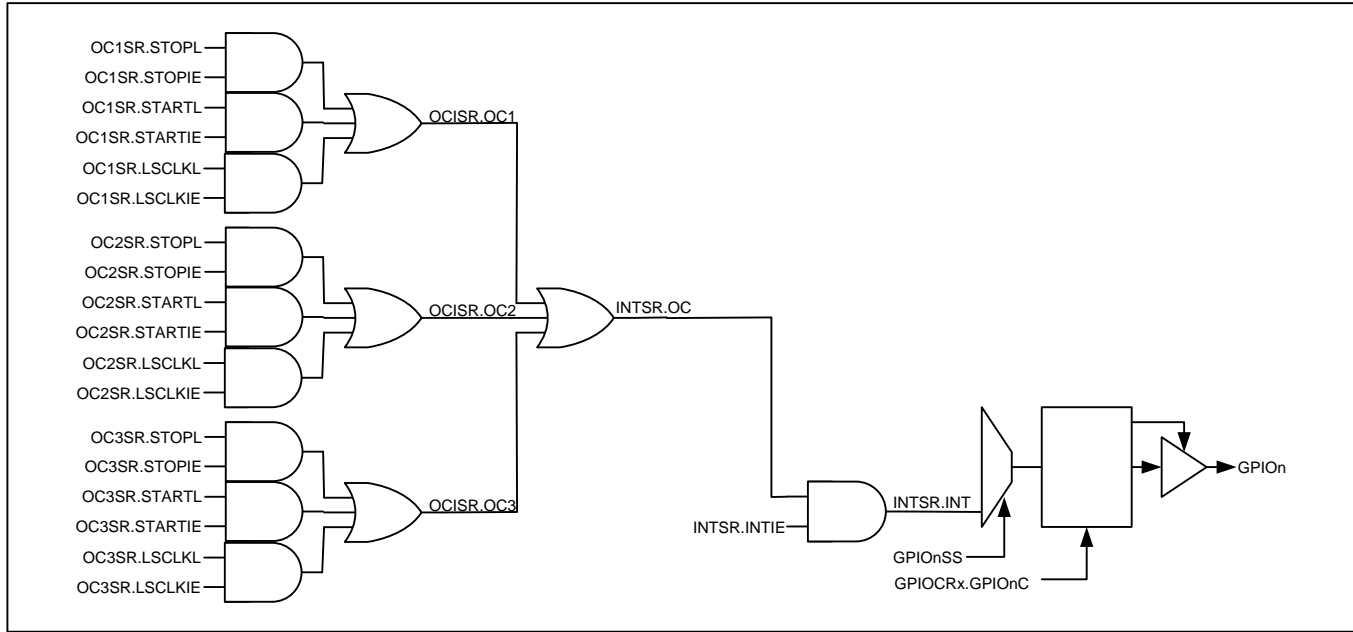 OC1SR.STOPL
OC1SR.STOPIE
OC1SR.STARTL
OC1SR.STARTIE
OC1SR.LSCLKL
OC1SR.LSCLKIE
OCISR.OC1
OC2SR.STOPL
OC2SR.STOPIE
OC2SR.STARTL
OC2SR.STARTIE
OC2SR.LSCLKL
OC2SR.LSCLKIE
OCISR.OC2
INTSR.OC
OC3SR.STOPL
OC3SR.STOPIE
OC3SR.STARTL
OC3SR.STARTIE
OC3SR.LSCLKL
OC3SR.LSCLKIE
OCISR.OC3
INTSR.INTIE
INTSR.INT
GPIOnSS
GPIOCRx.GPIOnC
GPIOn